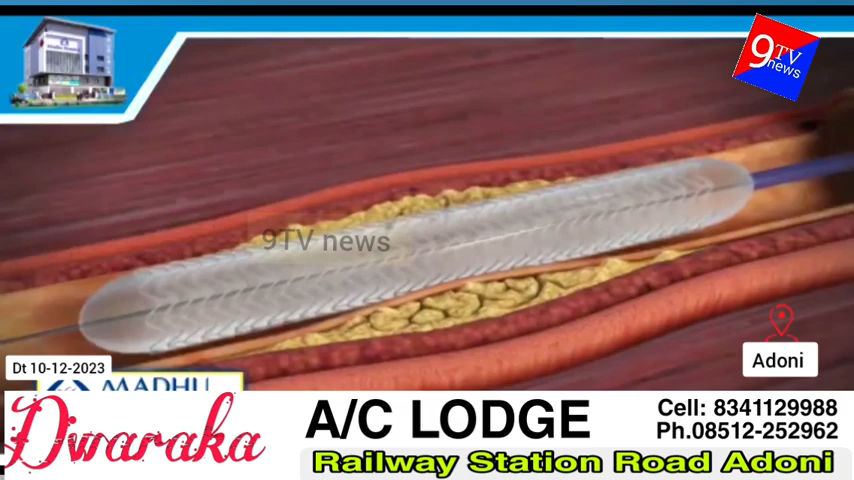 9TV
news
9TV news
Adoni
Dt 10-12-2023
MADHU
Diwaraka
A/C LODGE
Cell: 8341129988
Ph.08512-252962
Railway Station Road Adoni